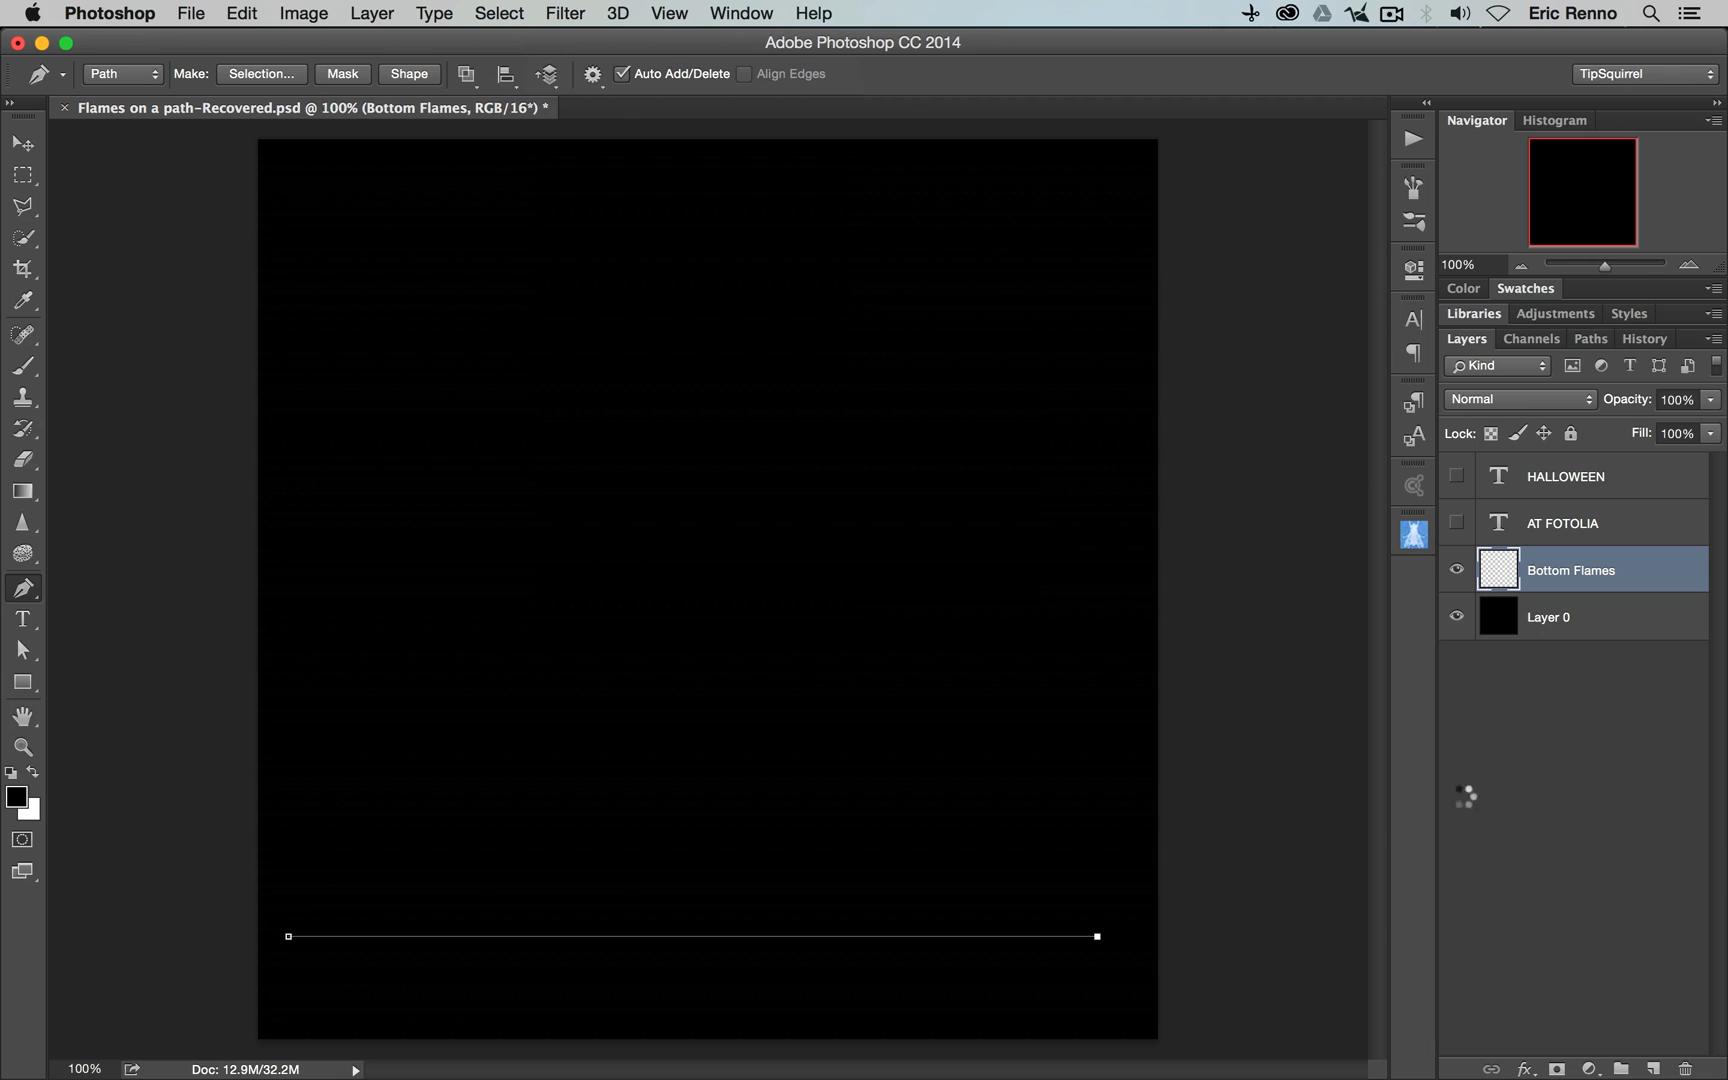 Photoshop File Edit Image Layer Type Select Filter 3D View Window Help Eric Renno
Adobe Photoshop CC 2014
Path Make: Selection... Mask Shape Auto Add/Delete Align Edges TipSquirrel
Flames on a path-Recovered.psd @ 100% (Bottom Flames, RGB/16*) *
Navigator Histogram
100%
Color Swatches
Libraries Adjustments Styles
Layers Channels Paths History
Kind
Normal Opacity: 100%
Lock: Fill: 100%
HALLOWEEN
AT FOTOLIA
Bottom Flames
Layer 0
100% Doc: 12.9M/32.2M